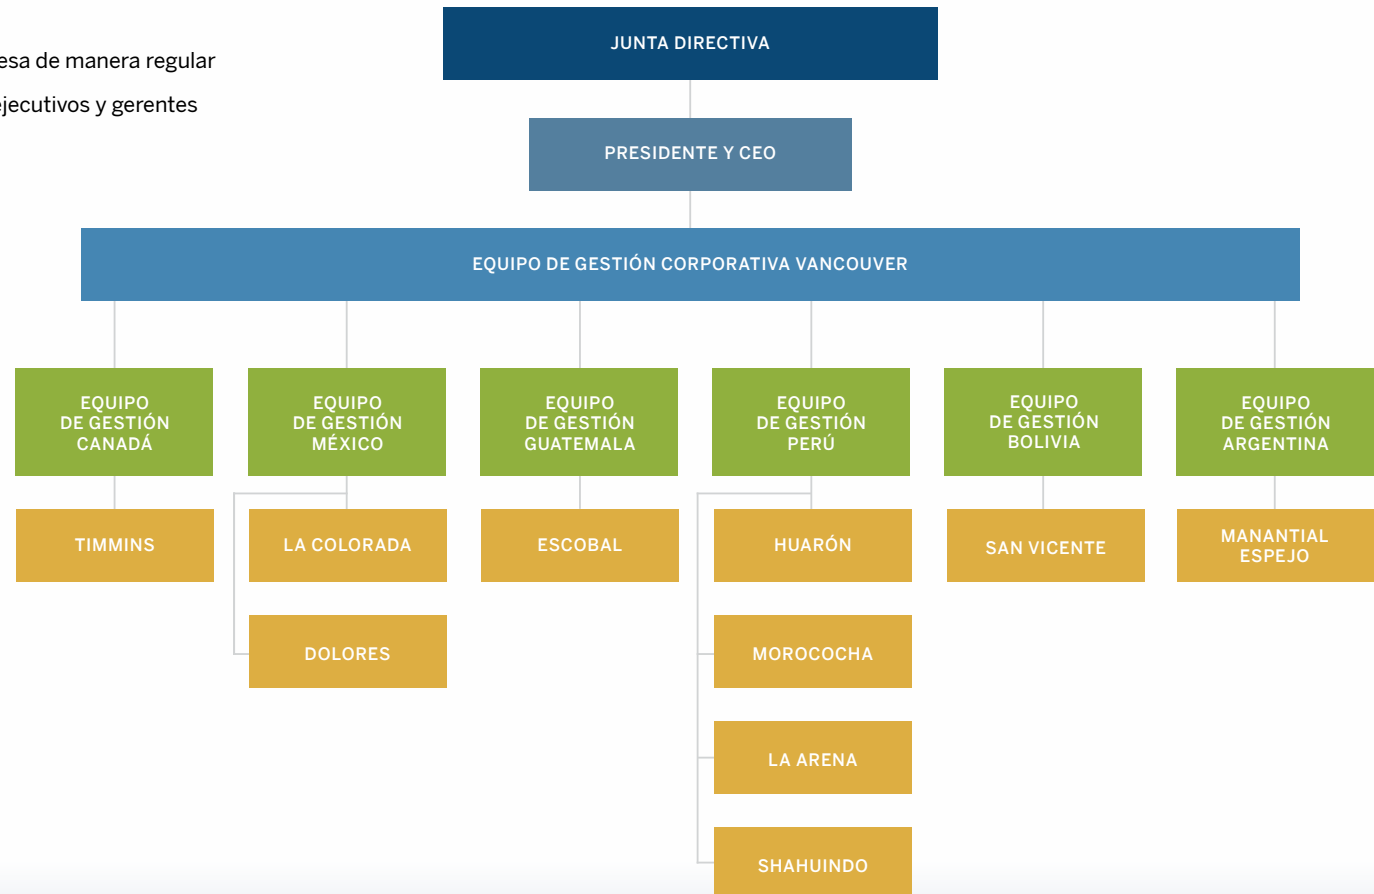 esa de manera regular
ejecutivos y gerentes
JUNTA DIRECTIVA
PRESIDENTE Y CEO
EQUIPO DE GESTIÓN CORPORATIVA VANCOUVER
EQUIPO
DE GESTIÓN
CANADÁ
EQUIPO
DE GESTIÓN
MÉXICO
EQUIPO
DE GESTIÓN
GUATEMALA
EQUIPO
DE GESTIÓN
PERÚ
EQUIPO
DE GESTIÓN
BOLIVIA
EQUIPO
DE GESTIÓN
ARGENTINA
TIMMINS
LA COLORADA
ESCOBAL
HUARÓN
SAN VICENTE
MANANTIAL
ESPEJO
DOLORES
MOROCOCHA
LA ARENA
SHAHUINDO